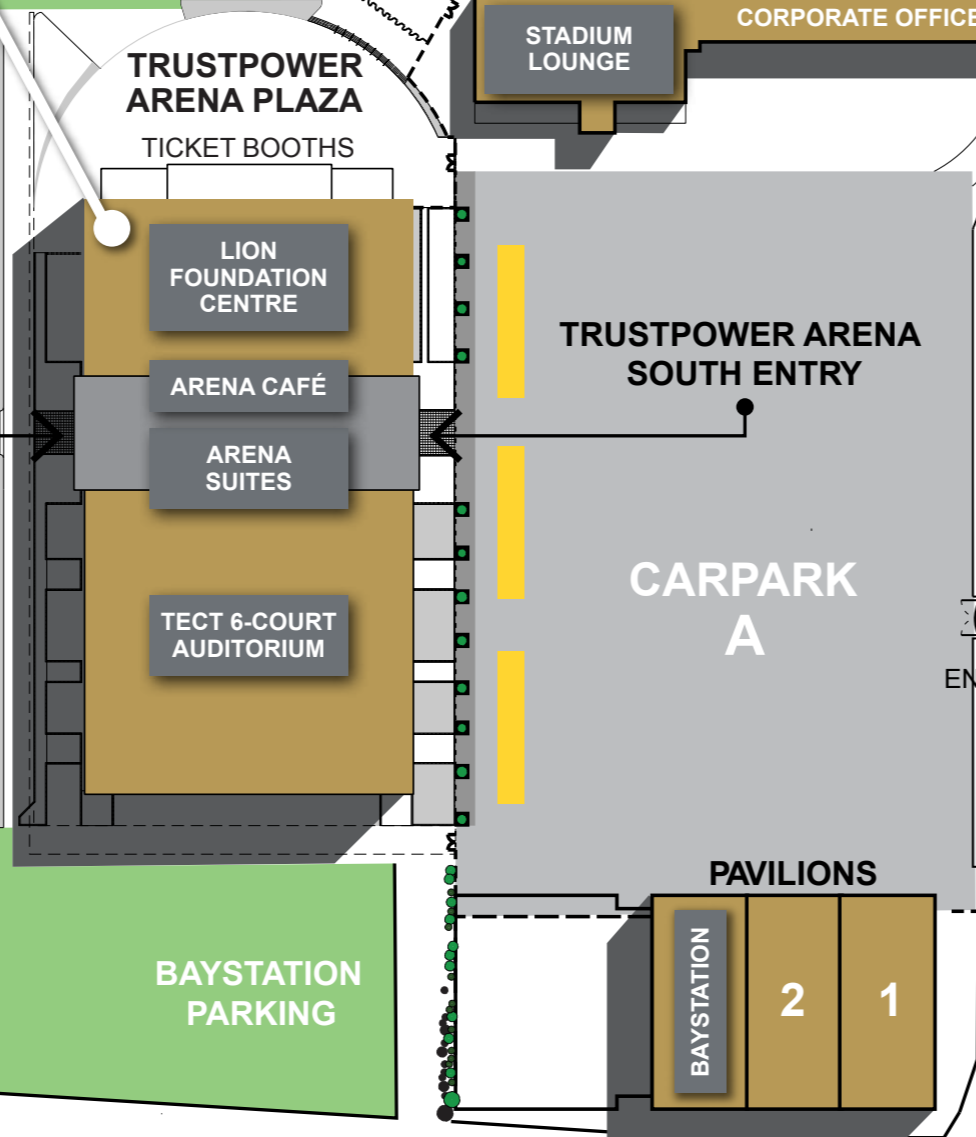 TRUSTPOWER
ARENA PLAZA
TICKET BOOTHS
STADIUM
LOUNGE
CORPORATE OFFICE
LION
FOUNDATION
CENTRE
ARENA CAFÉ
ARENA
SUITES
TECT 6-COURT
AUDITORIUM
TRUSTPOWER ARENA
SOUTH ENTRY
CARPARK
A
EN
PAVILIONS
BAYSTATION
2
1
BAYSTATION
PARKING